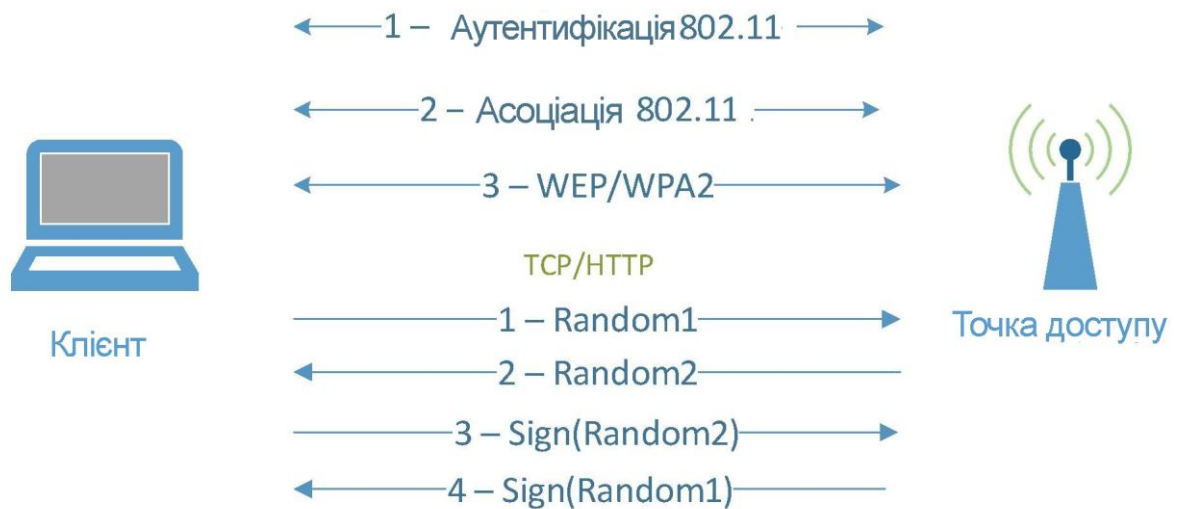 1 – Аутентифікація 802.11
2 – Асоціація 802.11
3 – WEP/WPA2
TCP/HTTP
1 – Random1
Клієнт
Точка доступу
2 – Random2
3 – Sign(Random2)
4 – Sign(Random1)